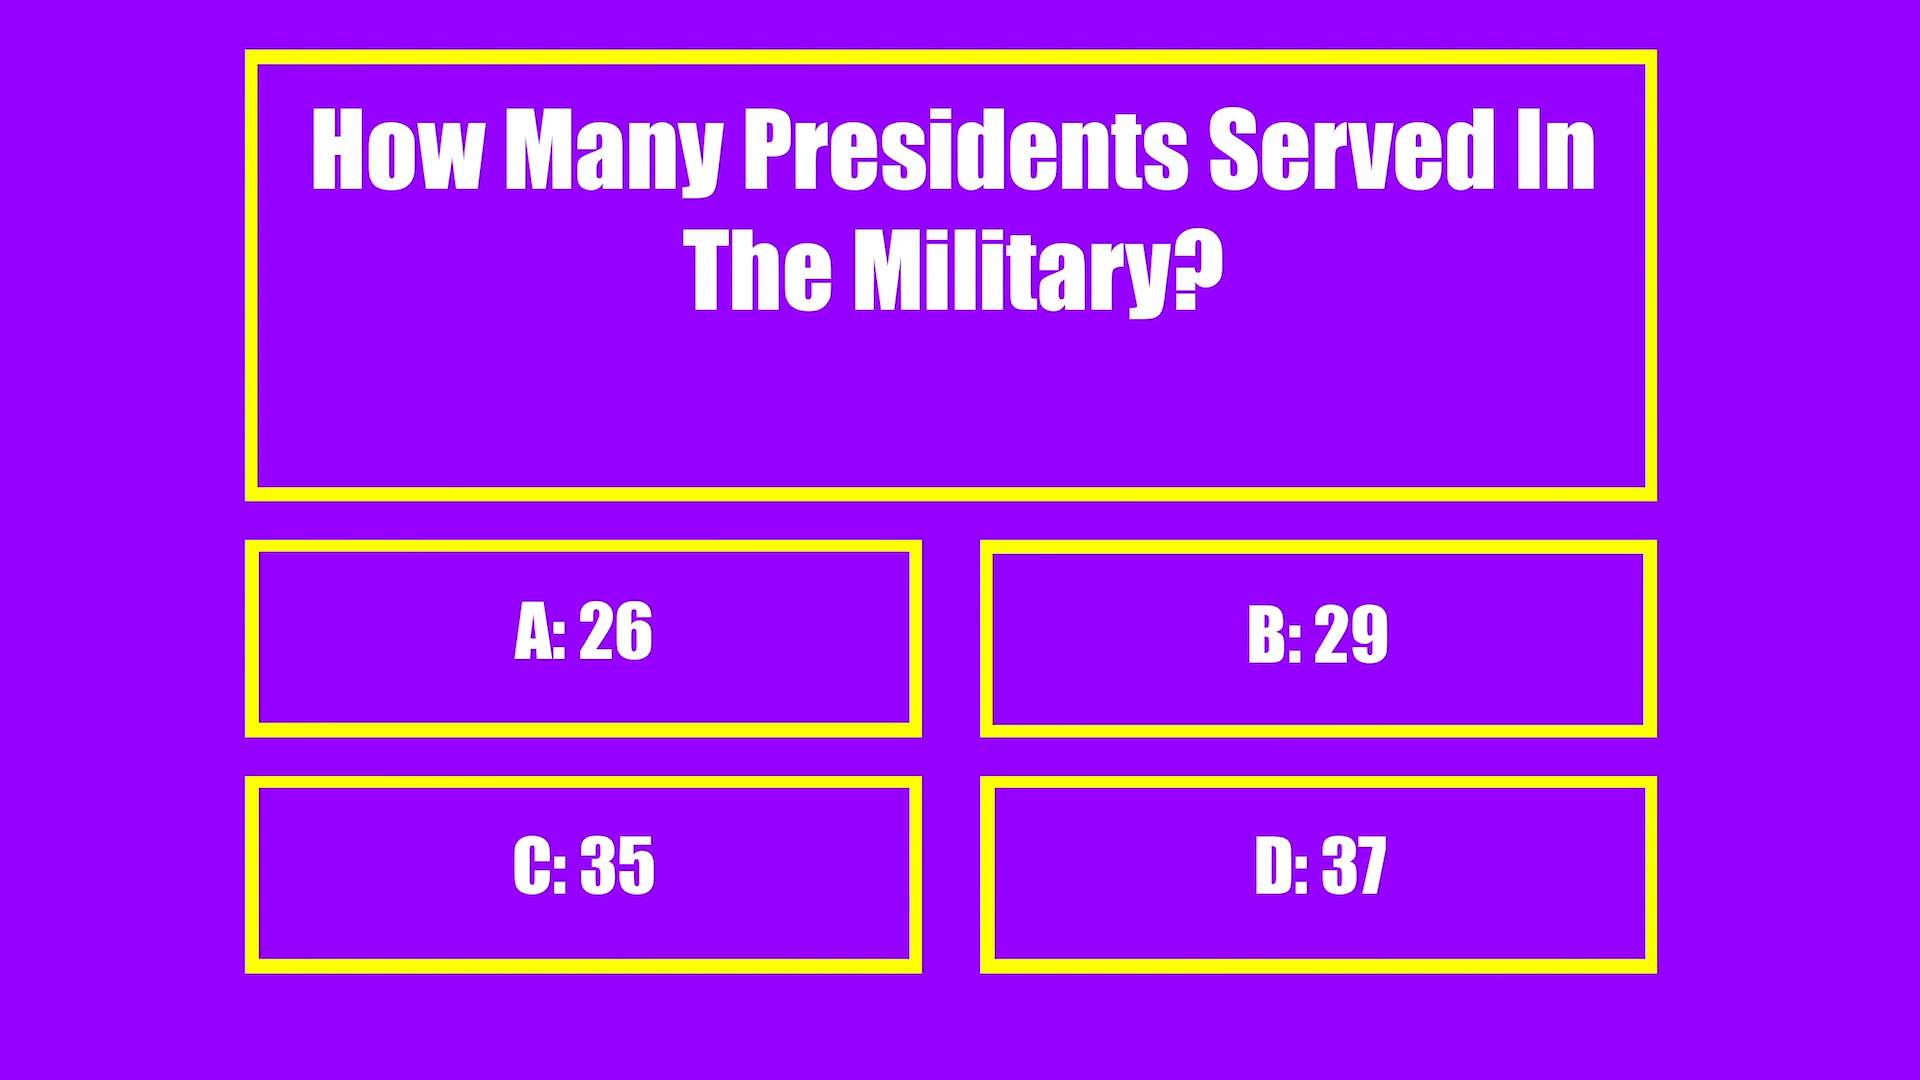 How Many Presidents Served In
The Military?
A: 26
B: 29
C: 35
D: 37